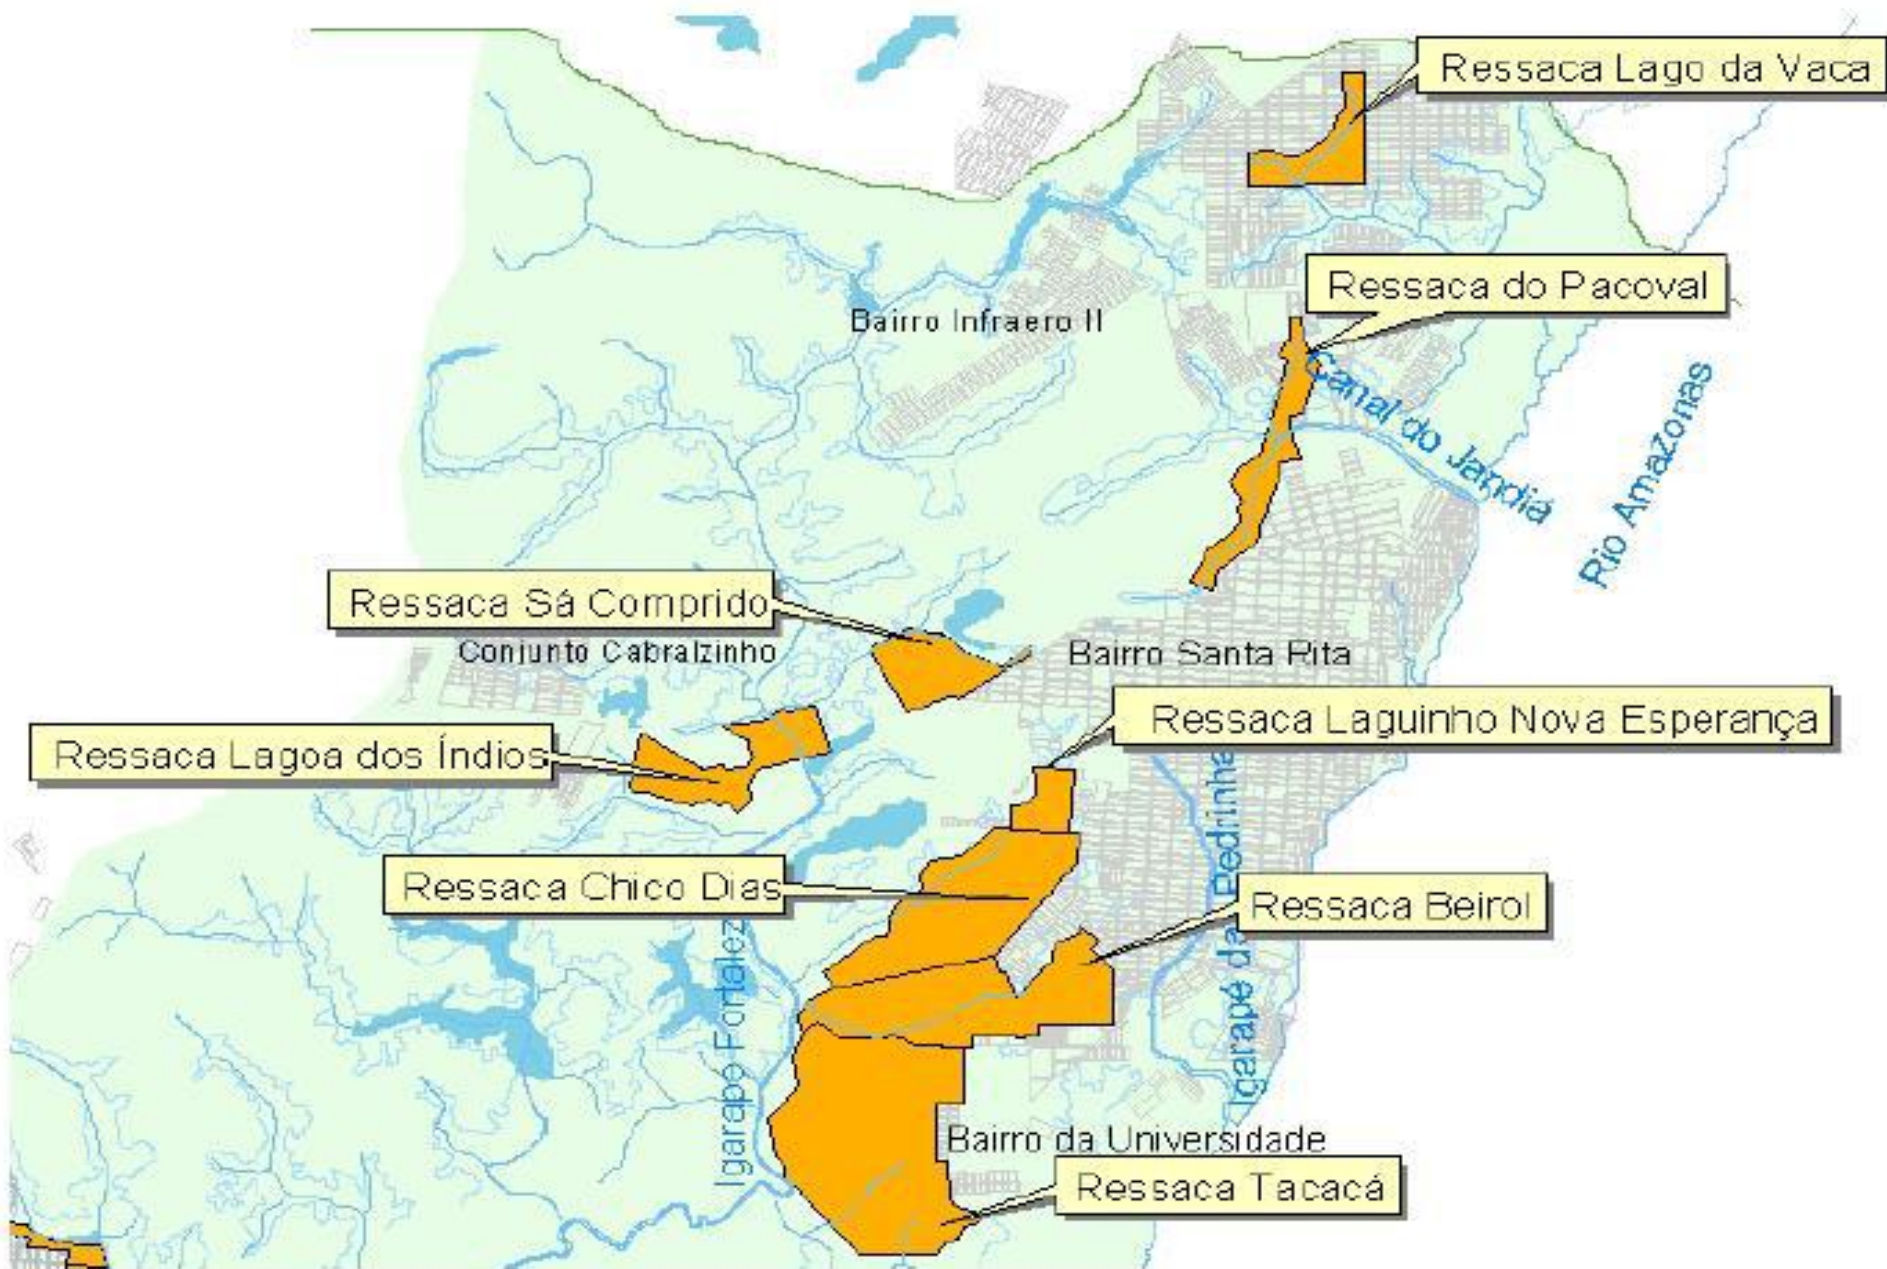 Ressaca Lago da Vaca
Ressaca do Pacoval
Bairro Infraero II
Canal do Jandiá
Rio Amazonas
Ressaca Sá Comprido
Conjunto Cabralzinho
Bairro Santa Rita
Ressaca Laguinho Nova Esperança
Ressaca Lagoa dos Índios
Ressaca Chico Dias
Ressaca Beirol
Igarapé da Pedrinha
Igarape Fortalez
Bairro da Universidade
Ressaca Tacacá